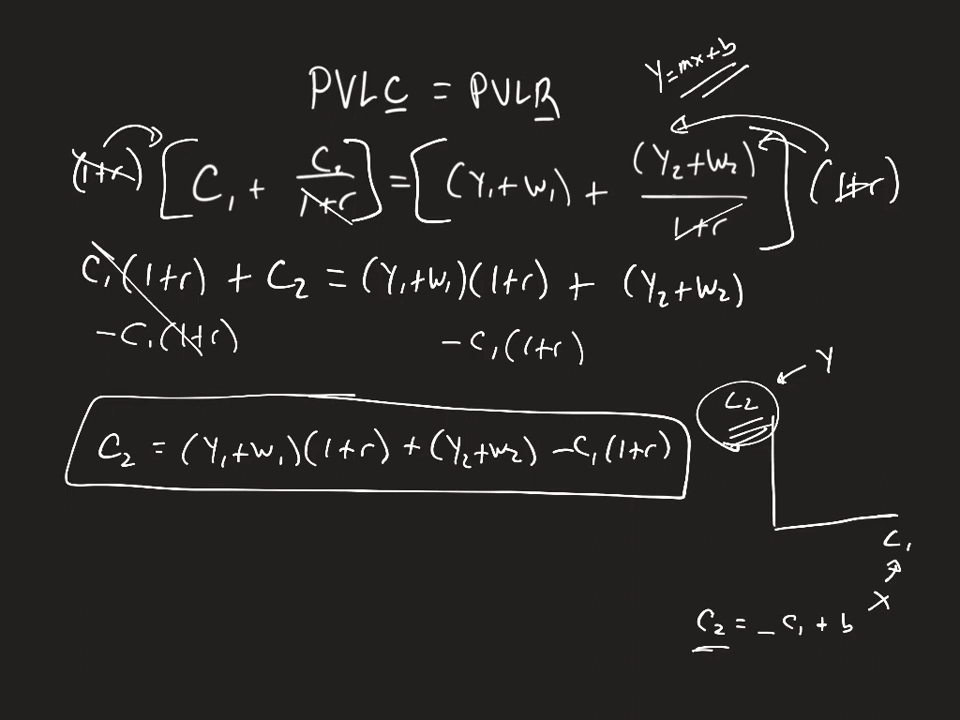 PVLC = PVLR
Y=mx+b
(1+r) [C₁ + C₂/1+r] = [(Y₁+W₁) + (Y₂+W₂)/1+r] (1+r)
C₁(1+r) + C₂ = (Y₁+W₁)(1+r) + (Y₂+W₂)
-C₁(1+r) -C₁(1+r)
Y
C₂
C₂ = (Y₁+W₁)(1+r) + (Y₂+W₂) -C₁(1+r)
C₁
X
C₂ = _ C₁ + b